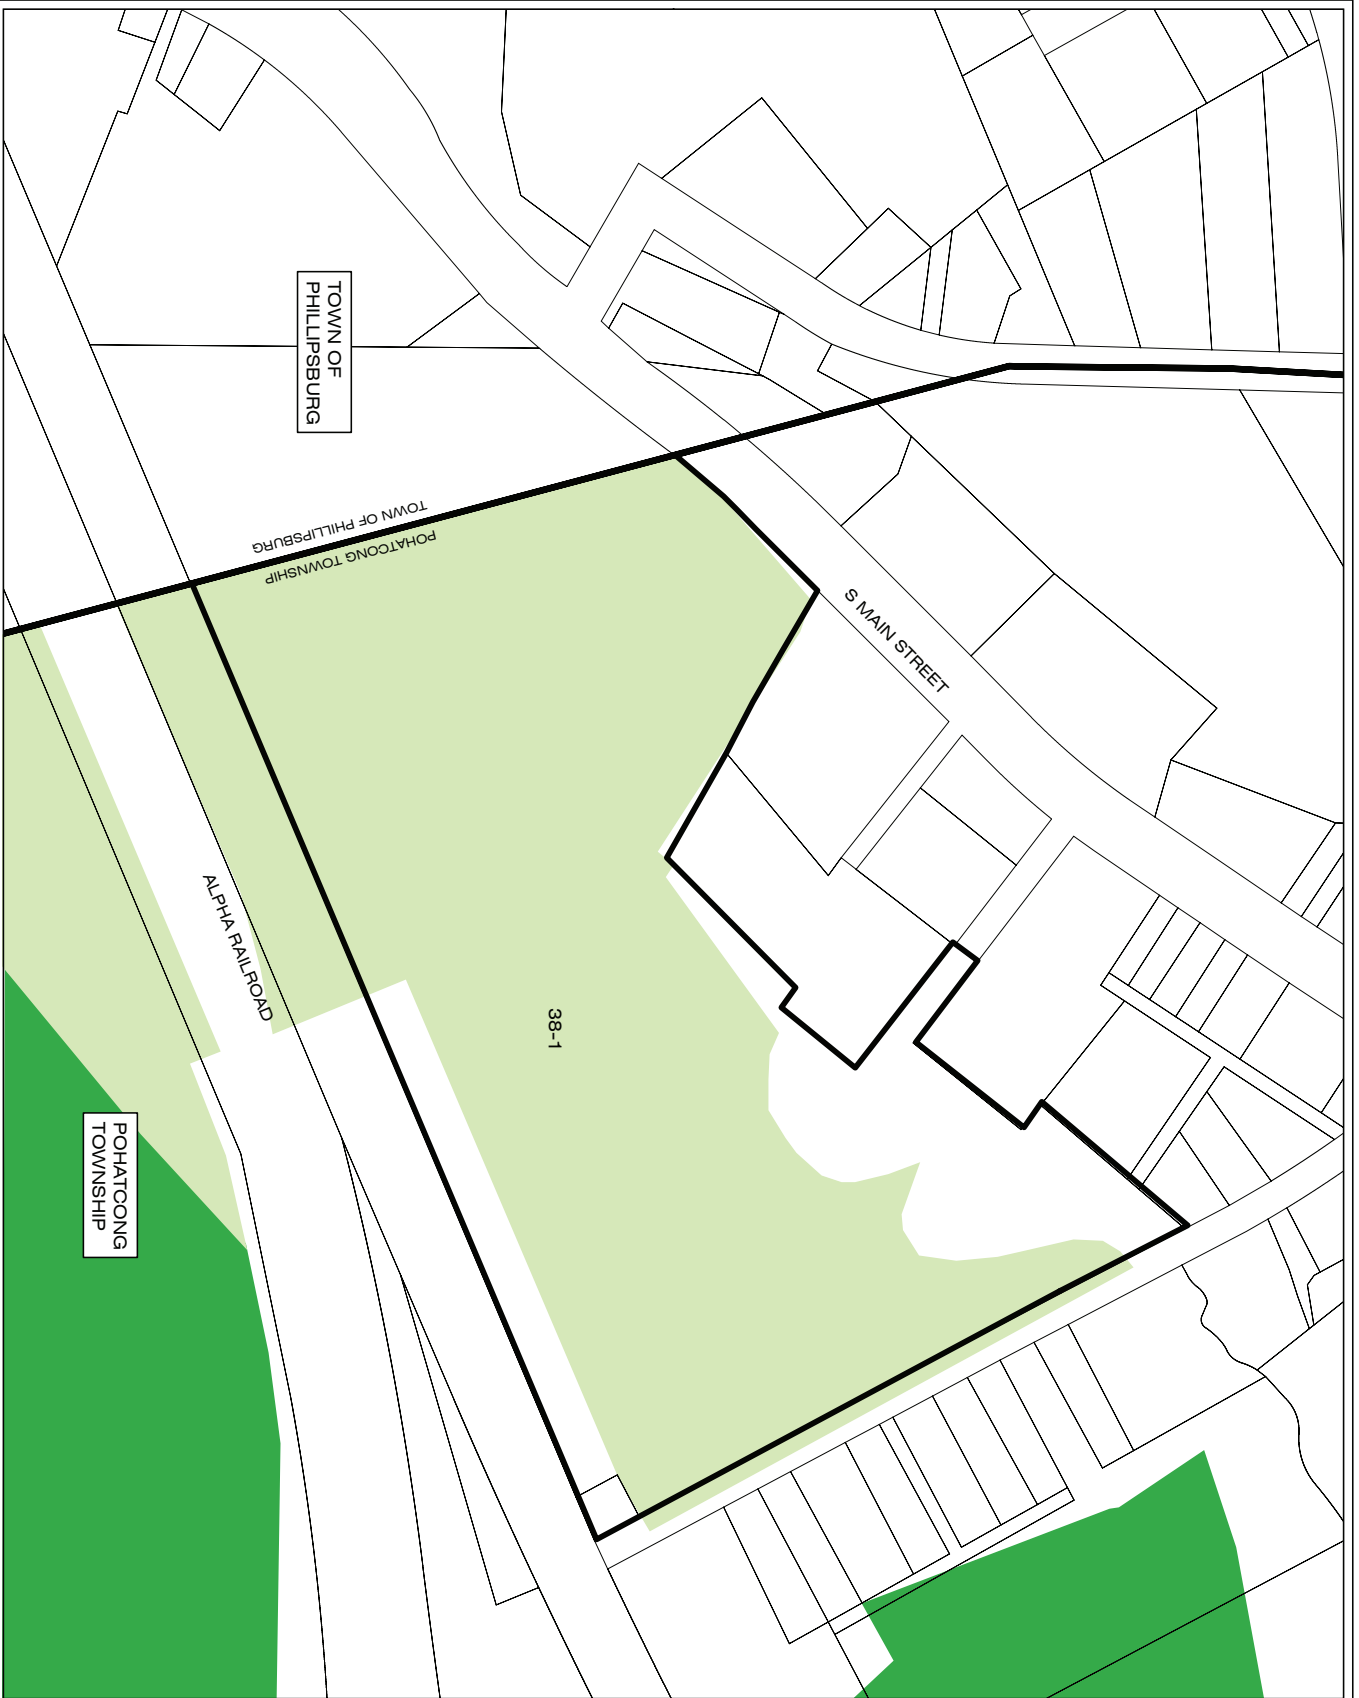 TOWN OF
PHILLIPSBURG
TOWN OF PHILLIPSBURG
POHATCONG TOWNSHIP
S MAIN STREET
ALPHA RAILROAD
38-1
POHATCONG
TOWNSHIP